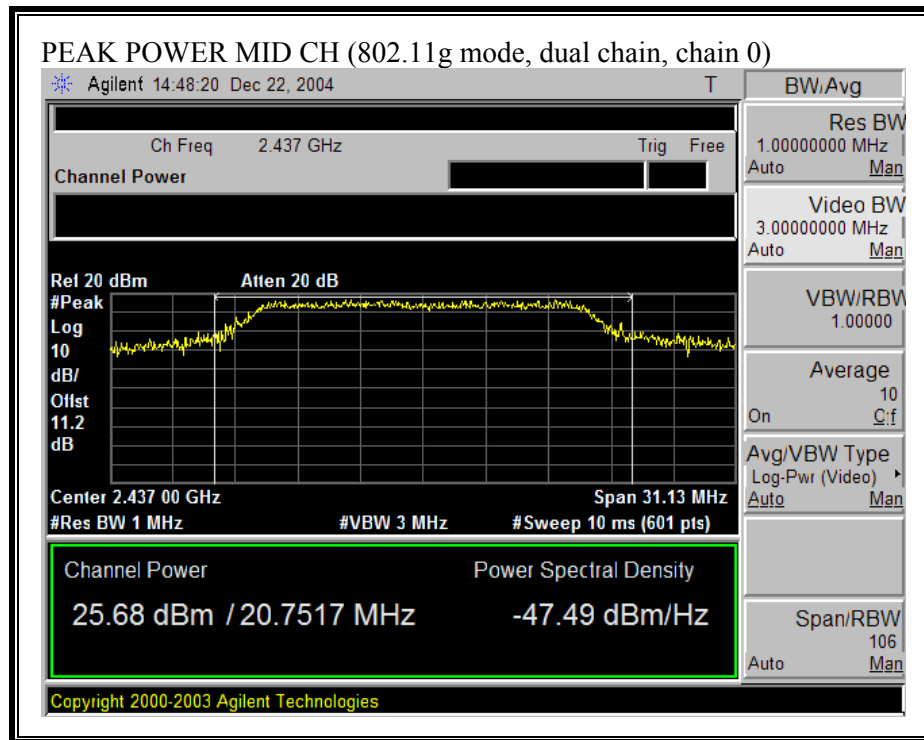 PEAK POWER MID CH (802.11g mode, dual chain, chain 0)
Agilent 14:48:20 Dec 22, 2004 T
BW/Avg
Ch Freq 2.437 GHz Trig Free
Channel Power
Res BW
1.00000000 MHz
Auto Man
Video BW
3.00000000 MHz
Auto Man
VBW/RBW
1.00000
Average
10
On Off
Avg/VBW Type
Log-Pwr (Video)
Auto Man
Span/RBW
106
Auto Man
Ref 20 dBm Atten 20 dB
#Peak
Log
10
dB/
Offst
11.2
dB
Center 2.437 00 GHz Span 31.13 MHz
#Res BW 1 MHz #VBW 3 MHz #Sweep 10 ms (601 pts)
Channel Power Power Spectral Density
25.68 dBm / 20.7517 MHz -47.49 dBm/Hz
Copyright 2000-2003 Agilent Technologies